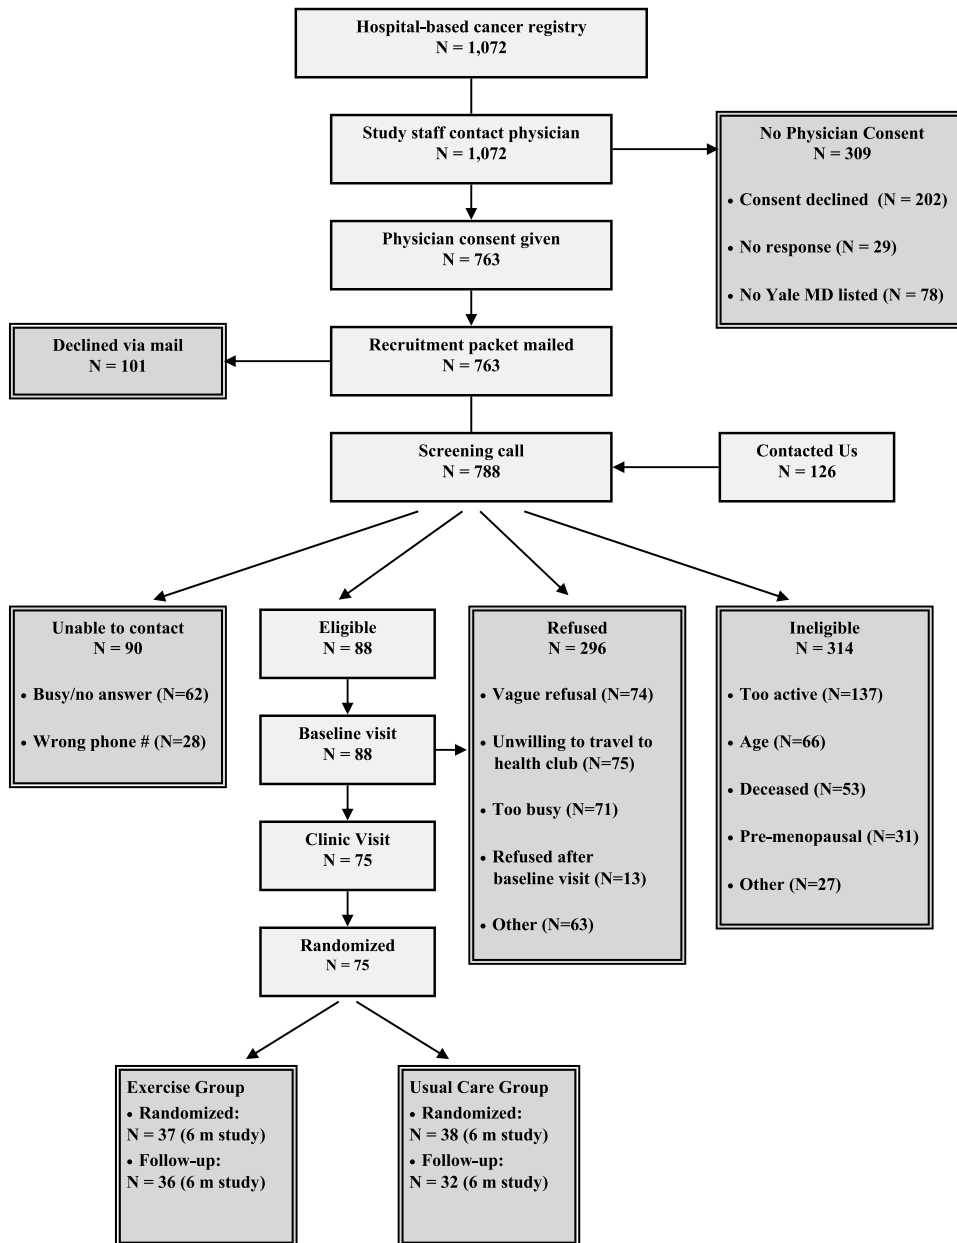 Hospital-based cancer registry
N = 1,072
Study staff contact physician
N = 1,072
No Physician Consent
N = 309
• Consent declined (N = 202)
• No response (N = 29)
• No Yale MD listed (N = 78)
Physician consent given
N = 763
Declined via mail
N = 101
Recruitment packet mailed
N = 763
Screening call
N = 788
Contacted Us
N = 126
Unable to contact
N = 90
• Busy/no answer (N=62)
• Wrong phone # (N=28)
Eligible
N = 88
Baseline visit
N = 88
Clinic Visit
N = 75
Randomized
N = 75
Refused
N = 296
• Vague refusal (N=74)
• Unwilling to travel to
health club (N=75)
• Too busy (N=71)
• Refused after
baseline visit (N=13)
• Other (N=63)
Ineligible
N = 314
• Too active (N=137)
• Age (N=66)
• Deceased (N=53)
• Pre-menopausal (N=31)
• Other (N=27)
Exercise Group
• Randomized:
N = 37 (6 m study)
• Follow-up:
N = 36 (6 m study)
Usual Care Group
• Randomized:
N = 38 (6 m study)
• Follow-up:
N = 32 (6 m study)